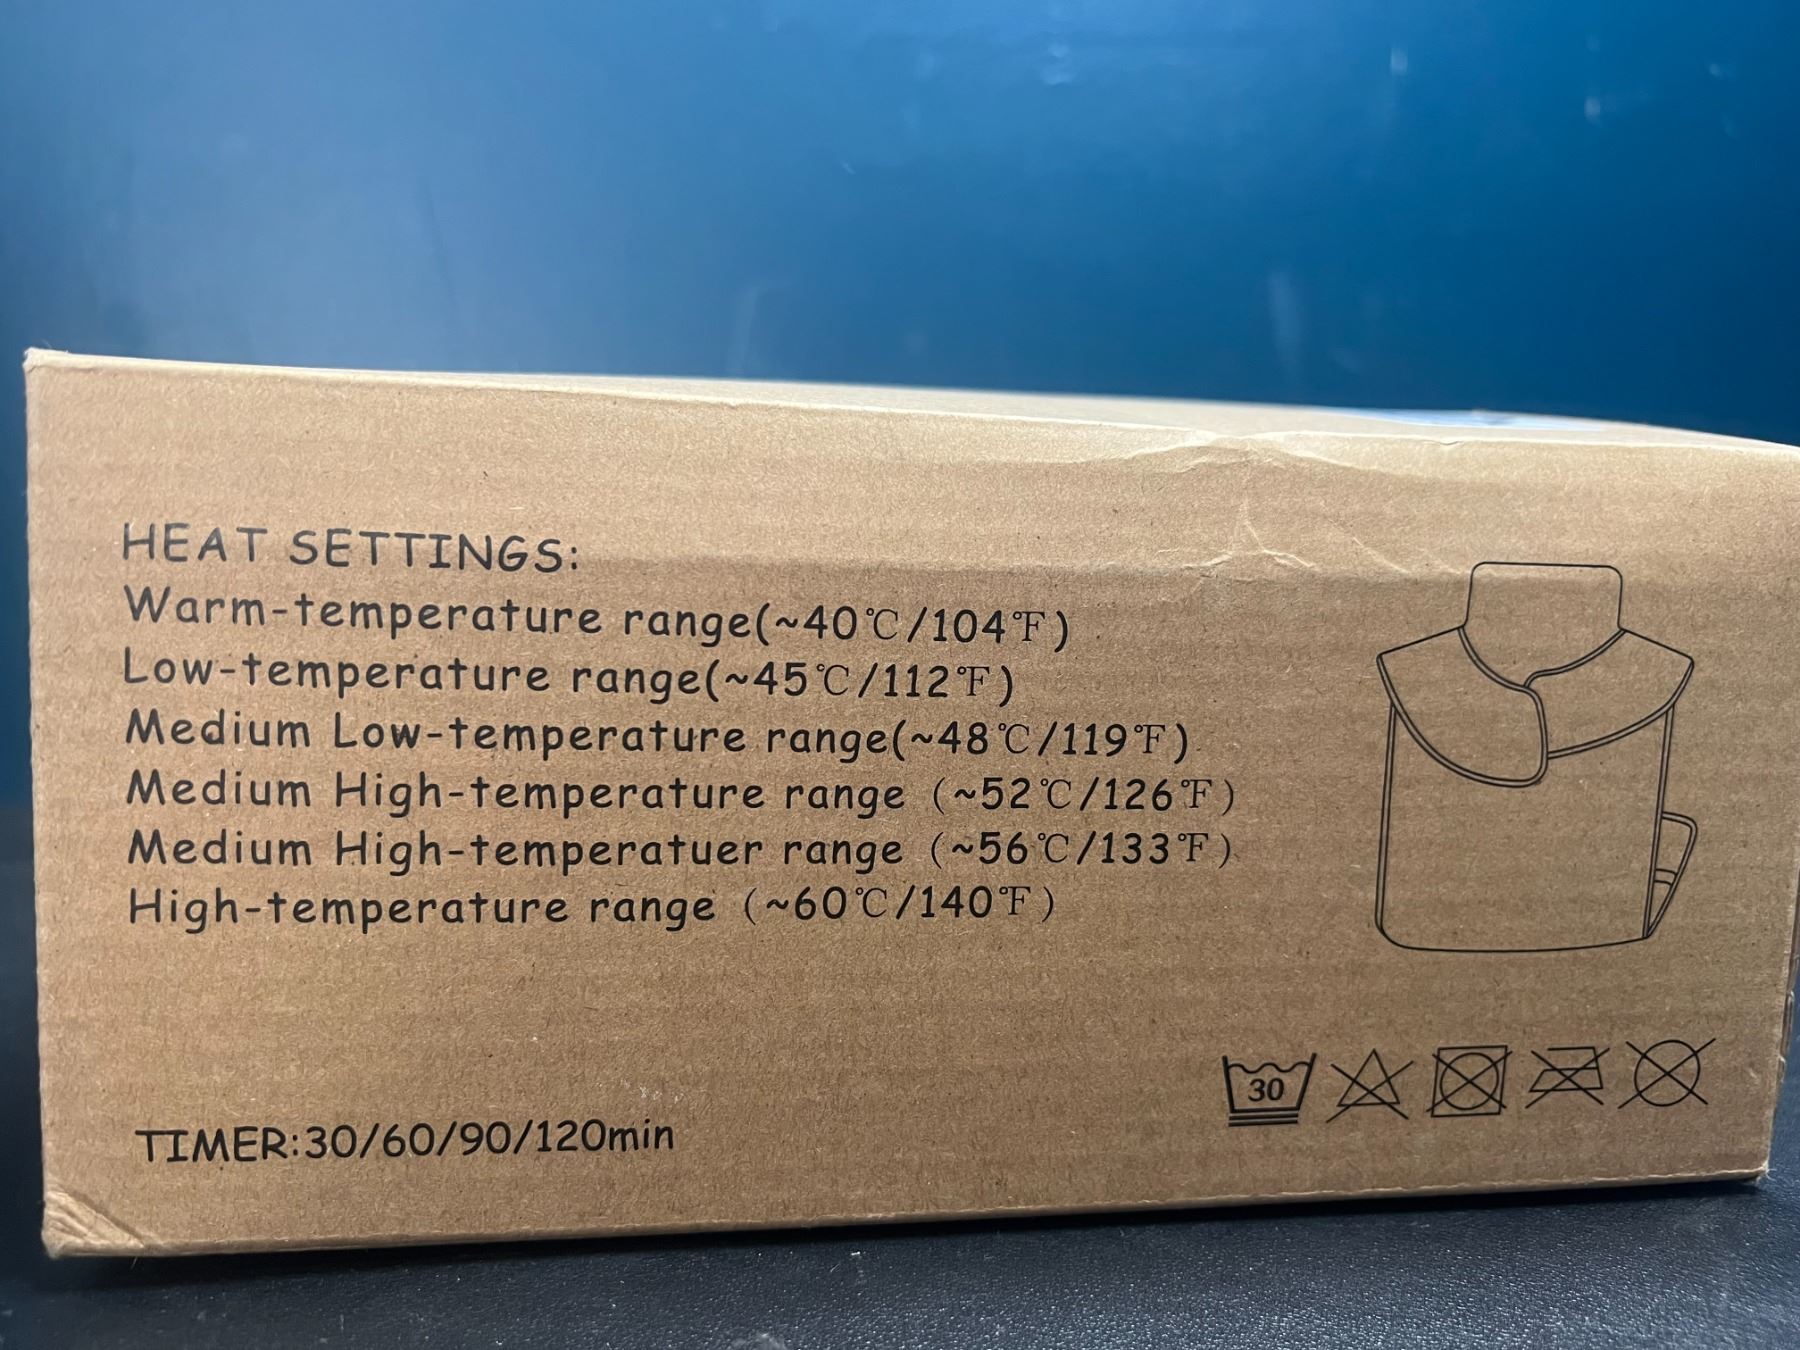 HEAT SETTINGS:
Warm-temperature range(~40℃/104℉)
Low-temperature range(~45℃/112℉)
Medium Low-temperature range(~48℃/119℉)
Medium High-temperature range (~52℃/126℉)
Medium High-temperatuer range (~56℃/133℉)
High-temperature range (~60℃/140℉)
30
TIMER:30/60/90/120min